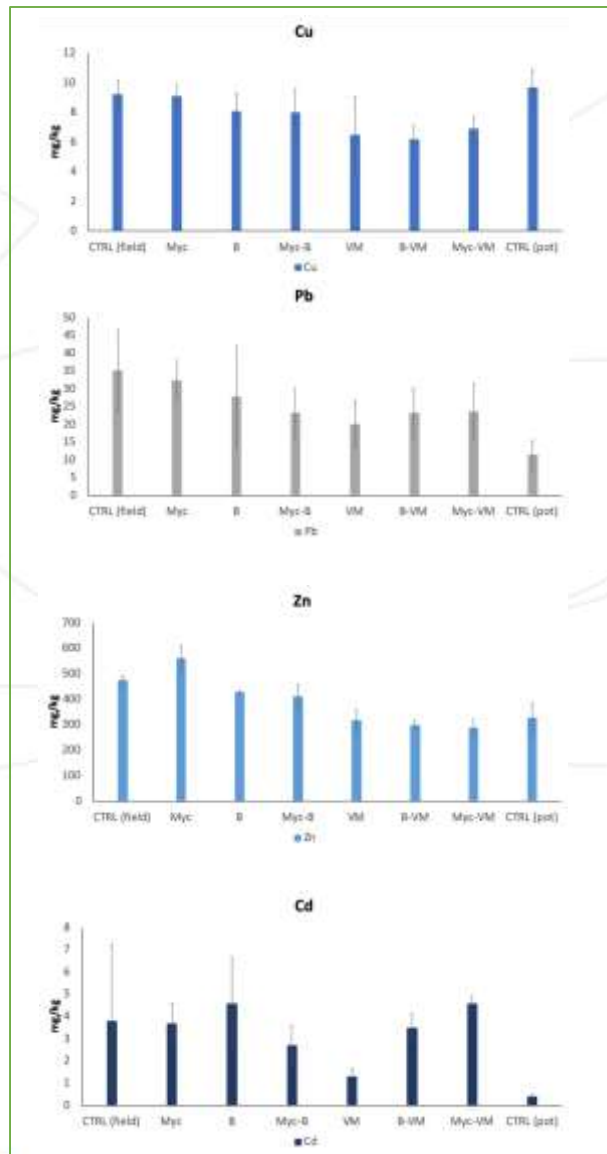 Cu
12
10
8
6
4
2
0
mg/kg
CTRL (field) Myc B Myc-B VM B-VM Myc-VM CTRL (pot)
Cu
Pb
50
45
40
35
30
25
20
15
10
5
0
mg/kg
CTRL (field) Myc B Myc-B VM B-VM Myc-VM CTRL (pot)
Pb
Zn
700
600
500
400
300
200
100
0
mg/kg
CTRL (field) Myc B Myc-B VM B-VM Myc-VM CTRL (pot)
Zn
Cd
8
7
6
5
4
3
2
1
0
mg/kg
CTRL (field) Myc B Myc-B VM B-VM Myc-VM CTRL (pot)
Cd